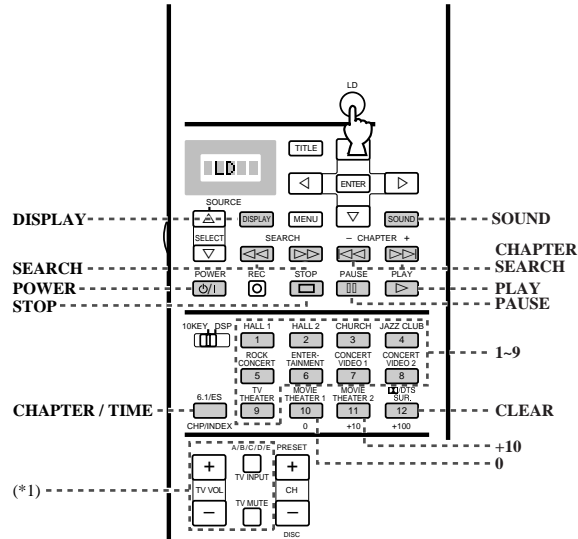 LD
TITLE
LD
ENTER
SOURCE
DISPLAY
DISPLAY
MENU
SOUND
SOUND
SELECT
SEARCH
– CHAPTER +
CHAPTER
SEARCH
SEARCH
POWER
REC
STOP
PAUSE
PLAY
POWER
PLAY
STOP
PAUSE
10KEY DSP
HALL 1
HALL 2
CHURCH
JAZZ CLUB
1
2
3
4
ROCK
CONCERT
ENTER-
TAINMENT
CONCERT
VIDEO 1
CONCERT
VIDEO 2
1~9
5
6
7
8
TV
THEATER
MOVIE
THEATER 1
MOVIE
THEATER 2
/DTS
SUR.
6.1/ES
CHAPTER / TIME
9
10
11
12
CLEAR
CHP/INDEX
0
+10
+100
+10
0
A/B/C/D/E
PRESET
+
TV INPUT
+
(*1)
TV VOL
CH
TV MUTE
–
–
DISC